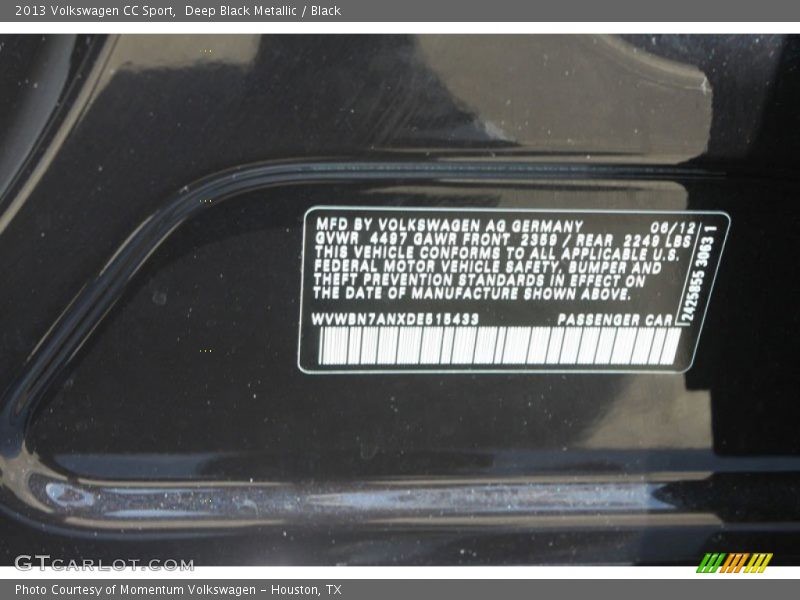 2013 Volkswagen CC Sport,  Deep Black Metallic / Black
MFD BY VOLKSWAGEN AG GERMANY 06/12
GVWR 4497 GAWR FRONT 2369 / REAR 2249 LBS
THIS VEHICLE CONFORMS TO ALL APPLICABLE U.S.
FEDERAL MOTOR VEHICLE SAFETY, BUMPER AND
THEFT PREVENTION STANDARDS IN EFFECT ON
THE DATE OF MANUFACTURE SHOWN ABOVE.
WVWBN7ANXDE515433 PASSENGER CAR
2425855 3063 1
GTcarlot.com
Photo Courtesy of Momentum Volkswagen - Houston, TX